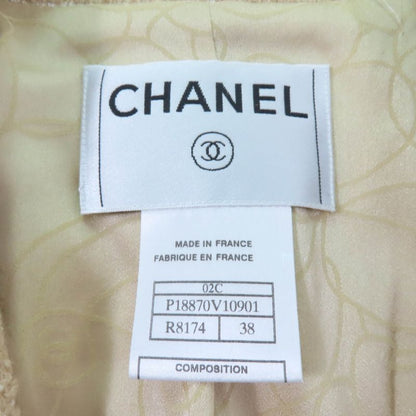 CHANEL
MADE IN FRANCE
FABRIQUE EN FRANCE
02C
P18870V10901
R8174 38
COMPOSITION